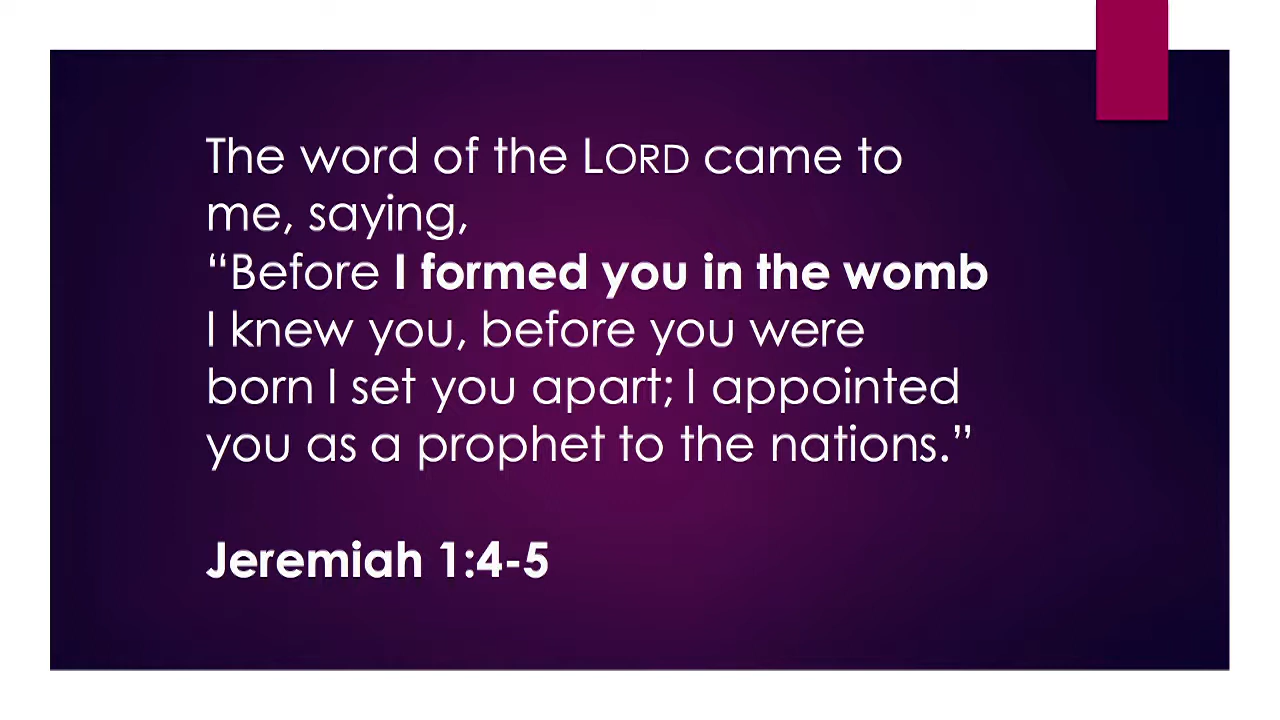 The word of the LORD came to
me, saying,
“Before I formed you in the womb
I knew you, before you were
born I set you apart; I appointed
you as a prophet to the nations.”
Jeremiah 1:4-5